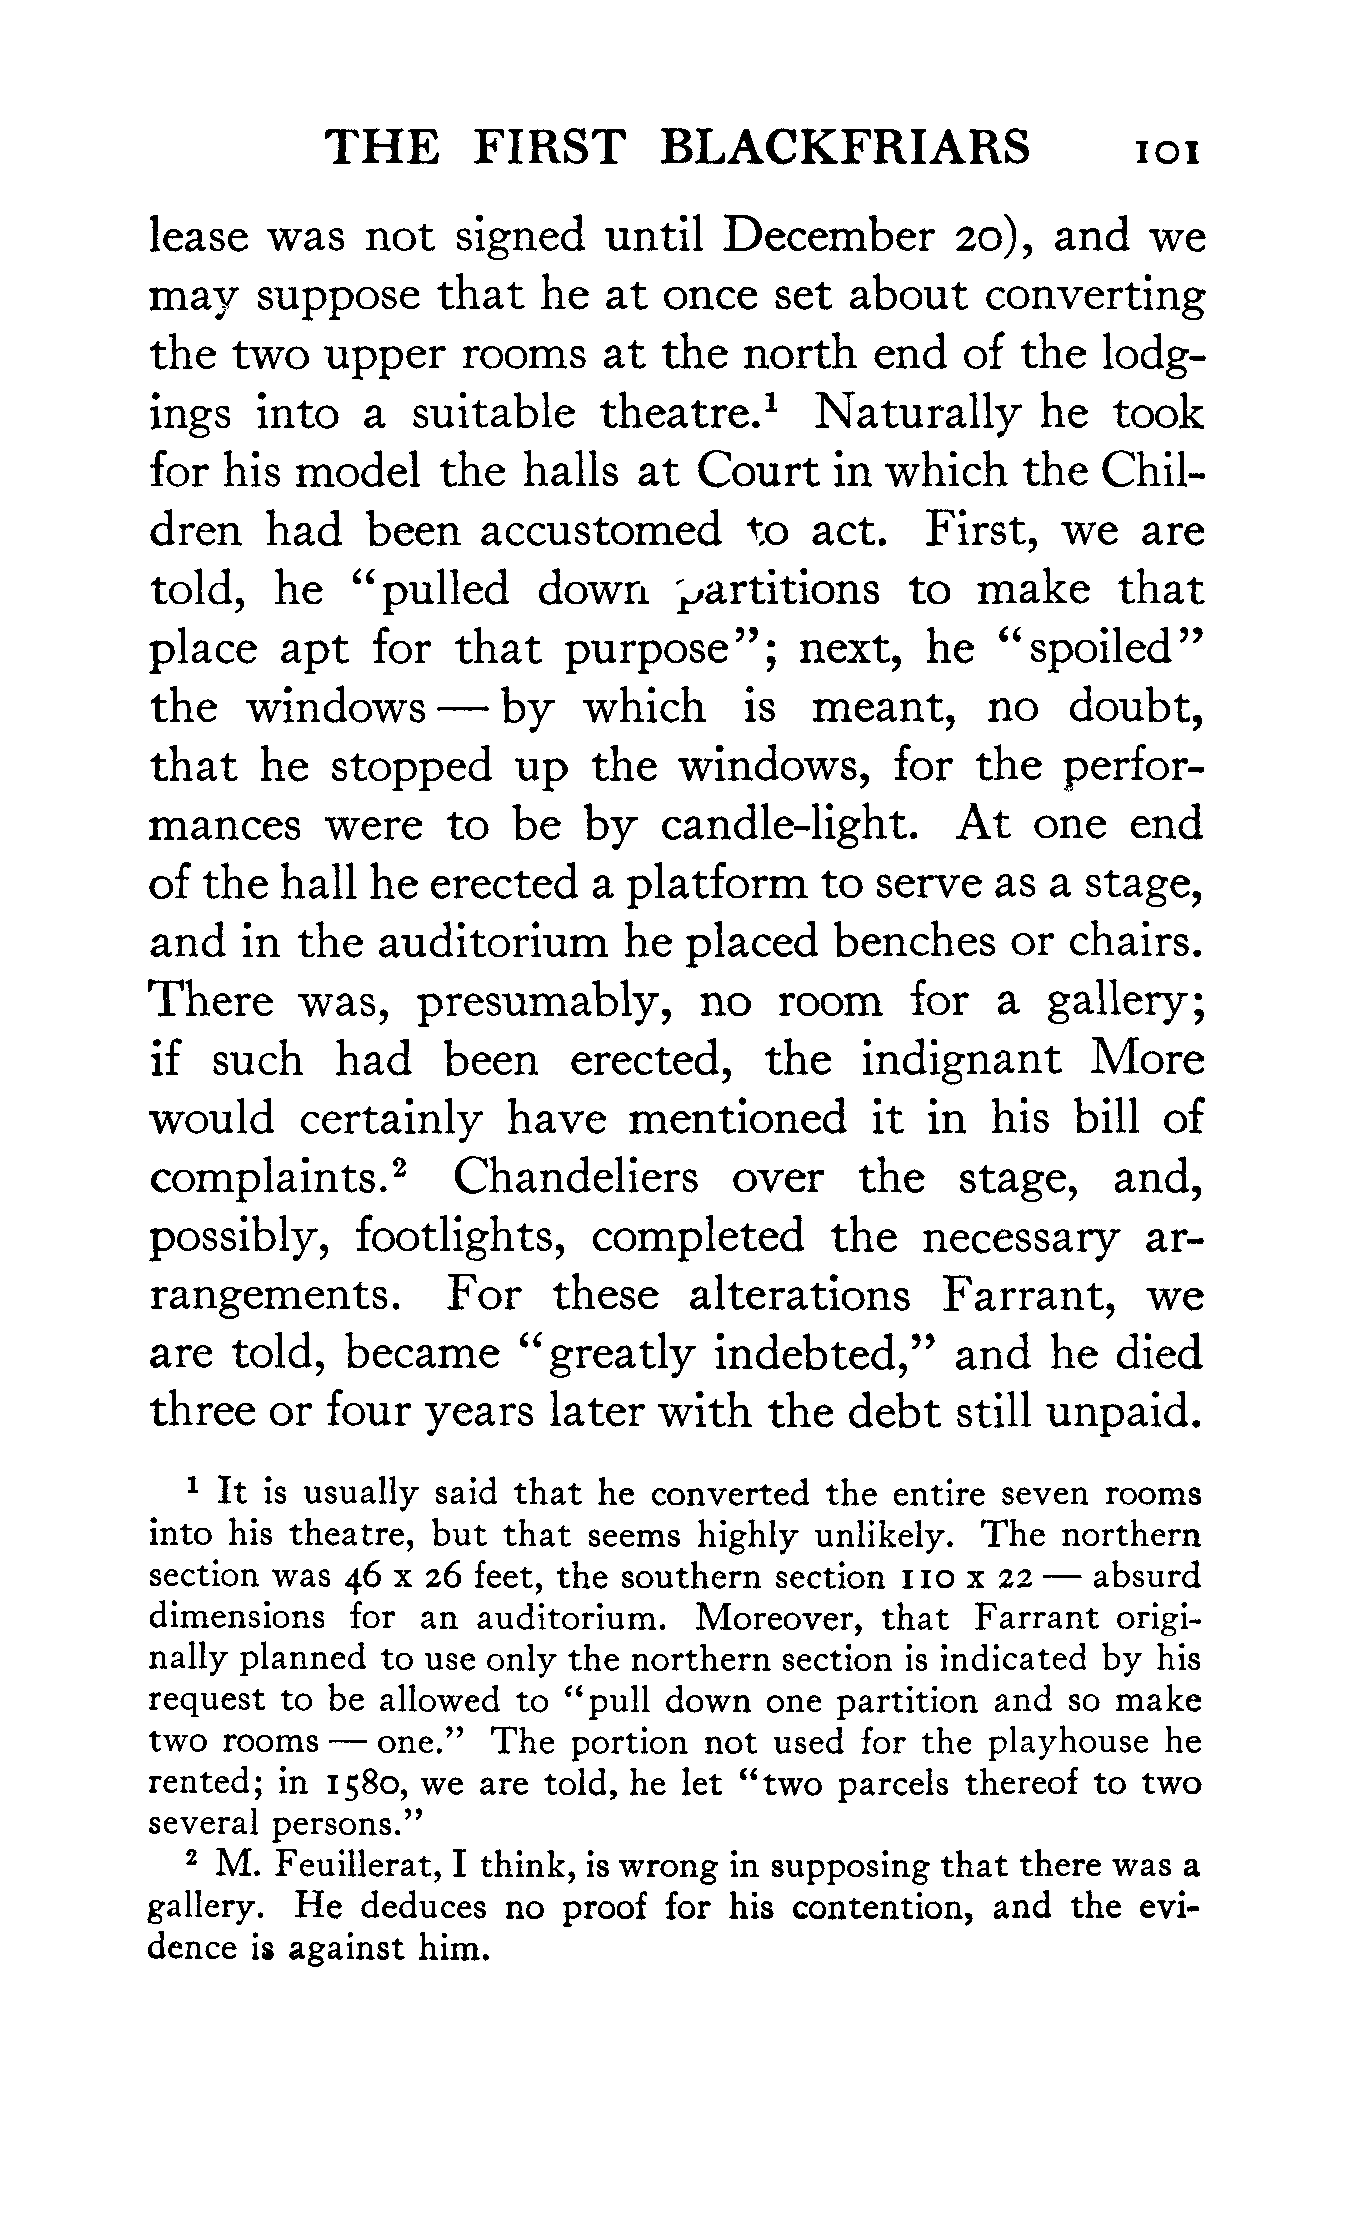 THE FIRST BLACKFRIARS 101
lease was not signed until December 20), and we
may suppose that he at once set about converting
the two upper rooms at the north end of the lodg-
ings into a suitable theatre.¹ Naturally he took
for his model the halls at Court in which the Chil-
dren had been accustomed to act. First, we are
told, he “pulled down partitions to make that
place apt for that purpose”; next, he “spoiled”
the windows — by which is meant, no doubt,
that he stopped up the windows, for the perfor-
mances were to be by candle-light. At one end
of the hall he erected a platform to serve as a stage,
and in the auditorium he placed benches or chairs.
There was, presumably, no room for a gallery;
if such had been erected, the indignant More
would certainly have mentioned it in his bill of
complaints.² Chandeliers over the stage, and,
possibly, footlights, completed the necessary ar-
rangements. For these alterations Farrant, we
are told, became “greatly indebted,” and he died
three or four years later with the debt still unpaid.
¹ It is usually said that he converted the entire seven rooms
into his theatre, but that seems highly unlikely. The northern
section was 46 x 26 feet, the southern section 110 x 22 — absurd
dimensions for an auditorium. Moreover, that Farrant origi-
nally planned to use only the northern section is indicated by his
request to be allowed to “pull down one partition and so make
two rooms — one.” The portion not used for the playhouse he
rented; in 1580, we are told, he let “two parcels thereof to two
several persons.”
² M. Feuillerat, I think, is wrong in supposing that there was a
gallery. He deduces no proof for his contention, and the evi-
dence is against him.